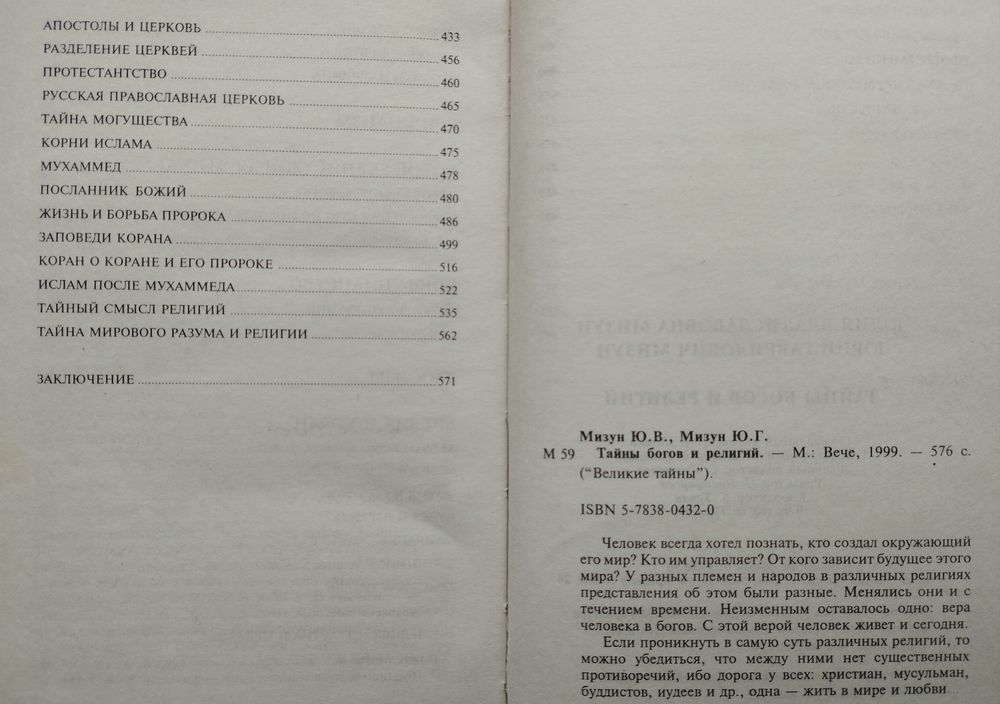 АПОСТОЛЫ И ЦЕРКОВЬ 433
РАЗДЕЛЕНИЕ ЦЕРКВЕЙ 456
ПРОТЕСТАНТСТВО 460
РУССКАЯ ПРАВОСЛАВНАЯ ЦЕРКОВЬ 465
ТАЙНА МОГУЩЕСТВА 470
КОРНИ ИСЛАМА 475
МУХАММЕД 478
ПОСЛАННИК БОЖИЙ 480
ЖИЗНЬ И БОРЬБА ПРОРОКА 486
ЗАПОВЕДИ КОРАНА 499
КОРАН О КОРАНЕ И ЕГО ПРОРОКЕ 516
ИСЛАМ ПОСЛЕ МУХАММЕДА 522
ТАЙНЫЙ СМЫСЛ РЕЛИГИЙ 535
ТАЙНА МИРОВОГО РАЗУМА И РЕЛИГИИ 562
ЗАКЛЮЧЕНИЕ 571
Мизун Ю.В., Мизун Ю.Г.
М 59 Тайны богов и религий. — М.: Вече, 1999. — 576 с.
(“Великие тайны”).
ISBN 5-7838-0432-0
Человек всегда хотел познать, кто создал окружающий
его мир? Кто им управляет? От кого зависит будущее этого
мира? У разных племен и народов в различных религиях
представления об этом были разные. Менялись они и с
течением времени. Неизменным оставалось одно: вера
человека в богов. С этой верой человек живет и сегодня.
Если проникнуть в самую суть различных религий, то
можно убедиться, что между ними нет существенных
противоречий, ибо дорога у всех: христиан, мусульман,
буддистов, иудеев и др., одна — жить в мире и любви